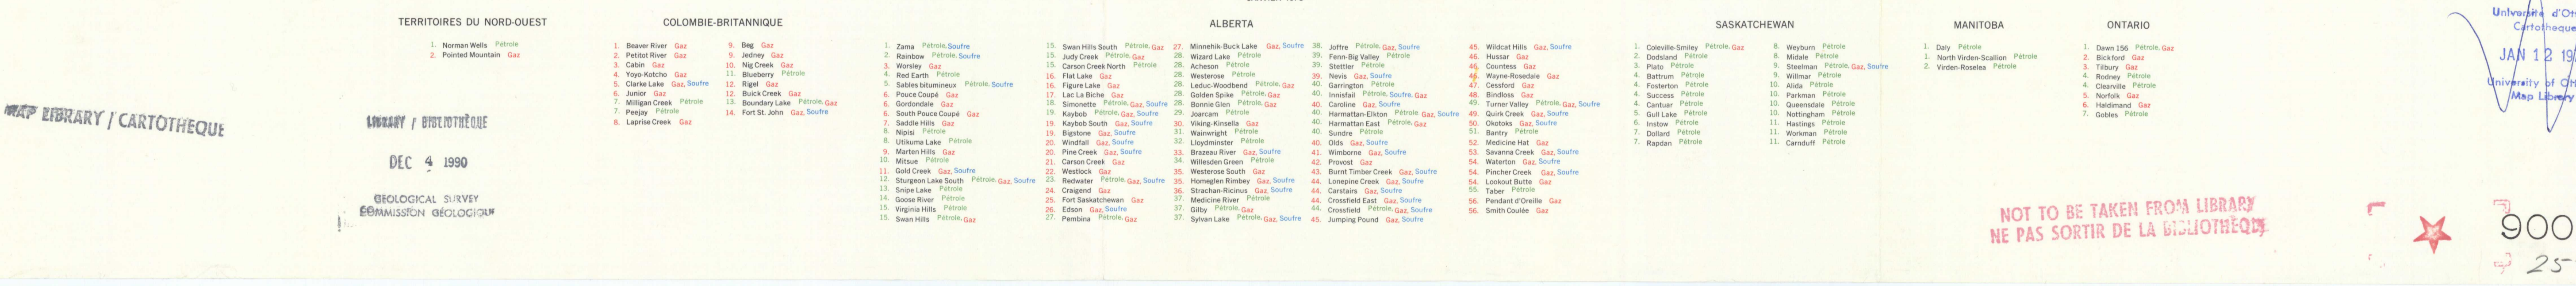 TERRITOIRES DU NORD-OUEST
1. Norman Wells Pétrole
2. Pointed Mountain Gaz
COLOMBIE-BRITANNIQUE
1. Beaver River Gaz
2. Petitot River Gaz
3. Cabin Gaz
4. Yoyo-Kotcho Gaz
5. Clarke Lake Gaz, Soufre
6. Junior Gaz
7. Milligan Creek Pétrole
7. Peejay Pétrole
8. Laprise Creek Gaz
9. Beg Gaz
9. Jedney Gaz
10. Nig Creek Gaz
11. Blueberry Pétrole
12. Rigel Gaz
12. Buick Creek Gaz
13. Boundary Lake Pétrole, Gaz
14. Fort St. John Gaz, Soufre
ALBERTA
1. Zama Pétrole, Soufre
2. Rainbow Pétrole, Soufre
3. Worsley Gaz
4. Red Earth Pétrole
5. Sables bitumineux Pétrole, Soufre
6. Pouce Coupé Gaz
6. Gordondale Gaz
6. South Pouce Coupé Gaz
7. Saddle Hills Gaz
8. Nipisi Pétrole
8. Utikuma Lake Pétrole
9. Marten Hills Gaz
10. Mitsue Pétrole
11. Gold Creek Gaz, Soufre
12. Sturgeon Lake South Pétrole, Gaz, Soufre
13. Snipe Lake Pétrole
14. Goose River Pétrole
15. Virginia Hills Pétrole
15. Swan Hills Pétrole, Gaz
15. Swan Hills South Pétrole, Gaz
15. Judy Creek Pétrole, Gaz
15. Carson Creek North Pétrole
16. Flat Lake Gaz
16. Figure Lake Gaz
17. Lac La Biche Gaz
18. Simonette Pétrole, Gaz, Soufre
19. Kaybob Pétrole, Gaz, Soufre
19. Kaybob South Gaz, Soufre
19. Bigstone Gaz, Soufre
20. Windfall Gaz, Soufre
20. Pine Creek Gaz, Soufre
21. Carson Creek Gaz
22. Westlock Gaz
23. Redwater Pétrole, Gaz, Soufre
24. Craigend Gaz
25. Fort Saskatchewan Gaz
26. Edson Gaz, Soufre
27. Pembina Pétrole, Gaz
27. Minnehik-Buck Lake Gaz, Soufre
28. Wizard Lake Pétrole
28. Acheson Pétrole
28. Westerose Pétrole
28. Leduc-Woodbend Pétrole, Gaz
28. Golden Spike Pétrole, Gaz
28. Bonnie Glen Pétrole, Gaz
29. Joarcam Pétrole
30. Viking-Kinsella Gaz
31. Wainwright Pétrole
32. Lloydminster Pétrole
33. Brazeau River Gaz, Soufre
34. Willesden Green Pétrole
35. Westerose South Gaz
35. Homeglen Rimbey Gaz, Soufre
36. Strachan-Ricinus Gaz, Soufre
37. Medicine River Pétrole
37. Gilby Pétrole, Gaz
37. Sylvan Lake Pétrole, Gaz, Soufre
38. Joffre Pétrole, Gaz, Soufre
39. Fenn-Big Valley Pétrole
39. Stettler Pétrole
39. Nevis Gaz, Soufre
40. Garrington Pétrole
40. Innisfail Pétrole, Soufre, Gaz
40. Caroline Gaz, Soufre
40. Harmattan-Elkton Pétrole, Gaz, Soufre
40. Harmattan East Pétrole, Gaz
40. Sundre Pétrole
40. Olds Gaz, Soufre
41. Wimborne Gaz, Soufre
42. Provost Gaz
43. Burnt Timber Creek Gaz, Soufre
44. Lonepine Creek Gaz, Soufre
44. Carstairs Gaz, Soufre
44. Crossfield East Gaz, Soufre
44. Crossfield Pétrole, Gaz, Soufre
45. Jumping Pound Gaz, Soufre
45. Wildcat Hills Gaz, Soufre
46. Hussar Gaz
46. Countess Gaz
46. Wayne-Rosedale Gaz
47. Cessford Gaz
48. Bindloss Gaz
49. Turner Valley Pétrole, Gaz, Soufre
49. Quirk Creek Gaz, Soufre
50. Okotoks Gaz, Soufre
51. Bantry Pétrole
52. Medicine Hat Gaz
53. Savanna Creek Gaz, Soufre
54. Waterton Gaz, Soufre
54. Pincher Creek Gaz, Soufre
54. Lookout Butte Gaz
55. Taber Pétrole
56. Pendant d'Oreille Gaz
56. Smith Coulée Gaz
SASKATCHEWAN
1. Coleville-Smiley Pétrole, Gaz
2. Dodsland Pétrole
3. Plato Pétrole
4. Battrum Pétrole
4. Fosterton Pétrole
4. Success Pétrole
4. Cantuar Pétrole
5. Gull Lake Pétrole
6. Instow Pétrole
7. Dollard Pétrole
7. Rapdan Pétrole
8. Weyburn Pétrole
8. Midale Pétrole
9. Steelman Pétrole, Gaz, Soufre
9. Willmar Pétrole
10. Alida Pétrole
10. Parkman Pétrole
10. Queensdale Pétrole
10. Nottingham Pétrole
11. Hastings Pétrole
11. Workman Pétrole
11. Carnduff Pétrole
MANITOBA
1. Daly Pétrole
1. North Virden-Scallion Pétrole
2. Virden-Roselea Pétrole
ONTARIO
1. Dawn 156 Pétrole, Gaz
2. Bickford Gaz
3. Tilbury Gaz
4. Rodney Pétrole
4. Clearville Pétrole
5. Norfolk Gaz
6. Haldimand Gaz
7. Gobles Pétrole
MAP LIBRARY / CARTOTHEQUE
LIBRARY / BIBLIOTHÈQUE
DEC 4 1990
GEOLOGICAL SURVEY
COMMISSION GÉOLOGIQUE
NOT TO BE TAKEN FROM LIBRARY
NE PAS SORTIR DE LA BIBLIOTHÈQUE
Université d'Ot
Cartothèque
JAN 12 19
University of Ott
Map Library
900
25